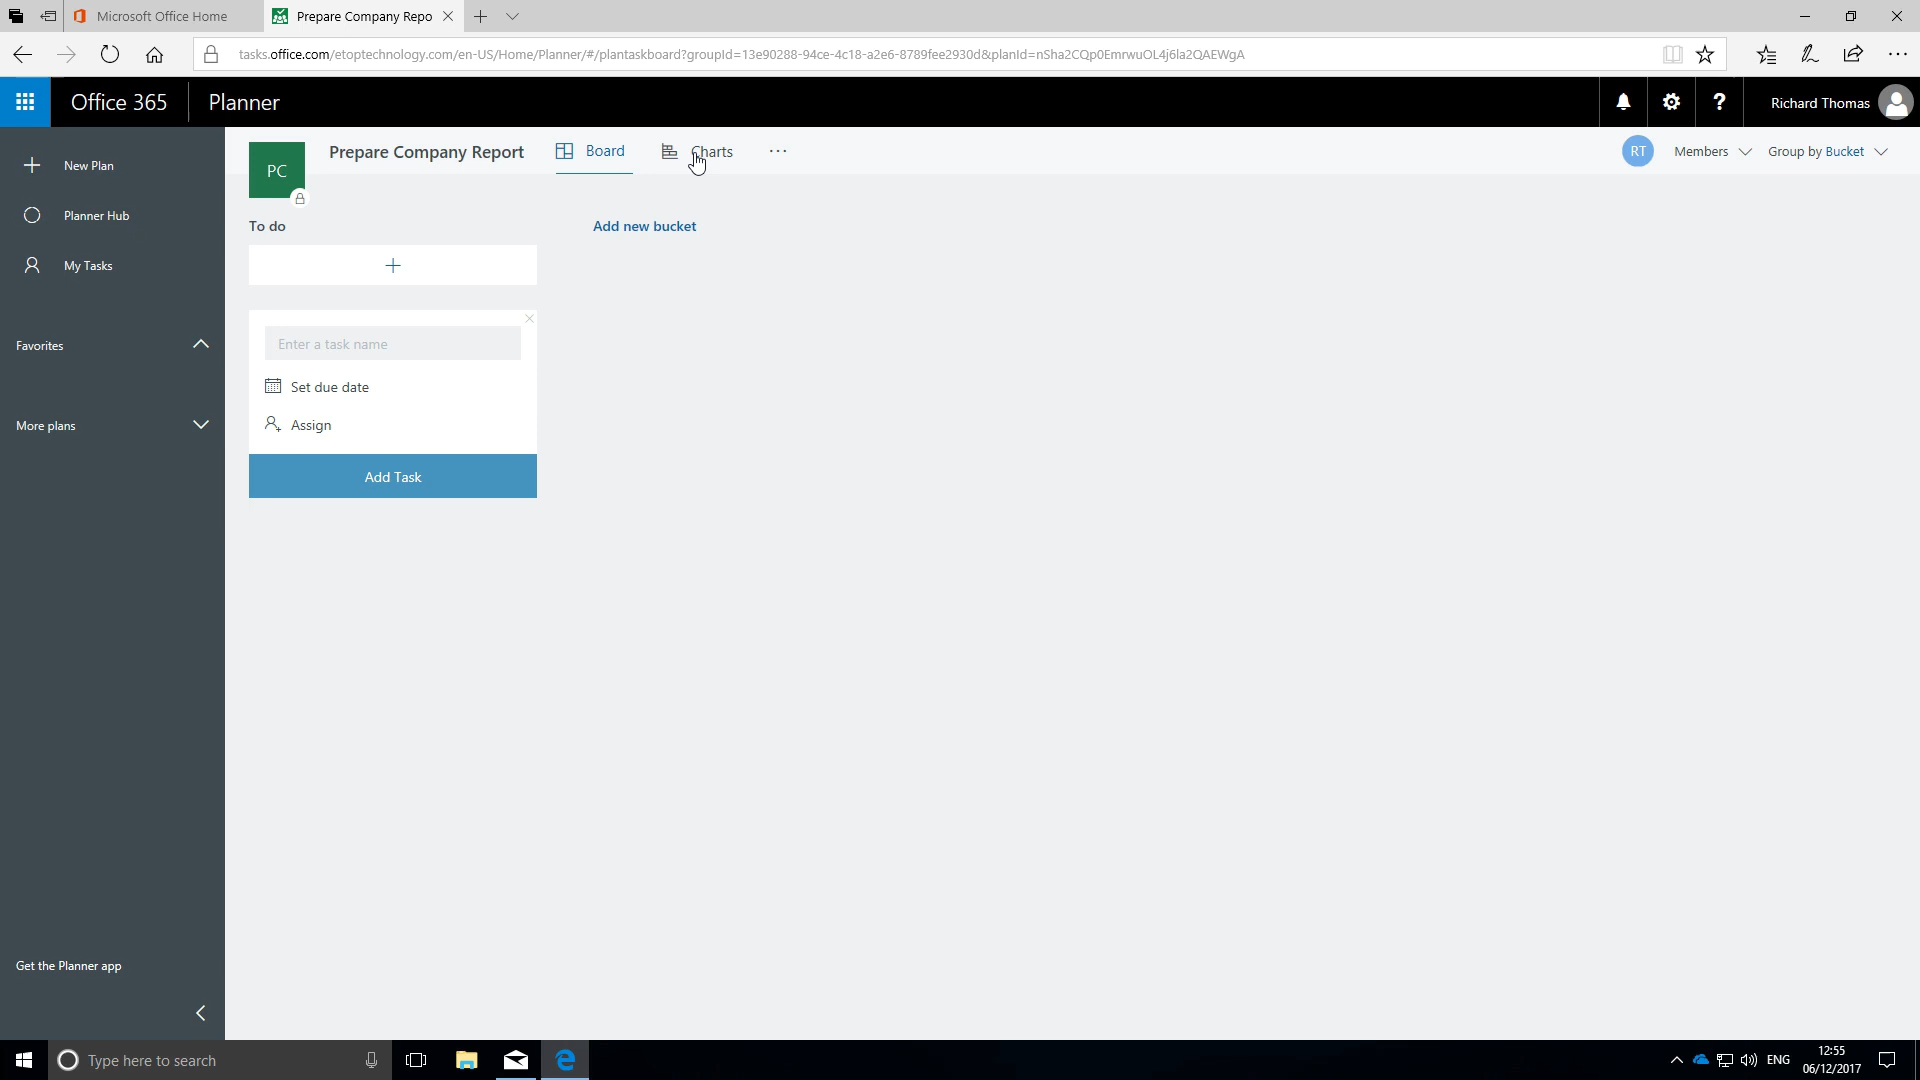 Microsoft Office Home
Prepare Company Repo
tasks.office.com/etoptechnology.com/en-US/Home/Planner/#/plantaskboard?groupId=13e90288-94ce-4c18-a2e6-8789fee2930d&planId=nSha2CQp0EmrwuOL4j6la2QAEWgA
Office 365
Planner
?
Richard Thomas
New Plan
PC
Prepare Company Report
Board
Charts
RT
Members
Group by Bucket
Planner Hub
To do
Add new bucket
My Tasks
Favorites
Enter a task name
Set due date
More plans
Assign
Add Task
Get the Planner app
Type here to search
ENG
12:55
06/12/2017